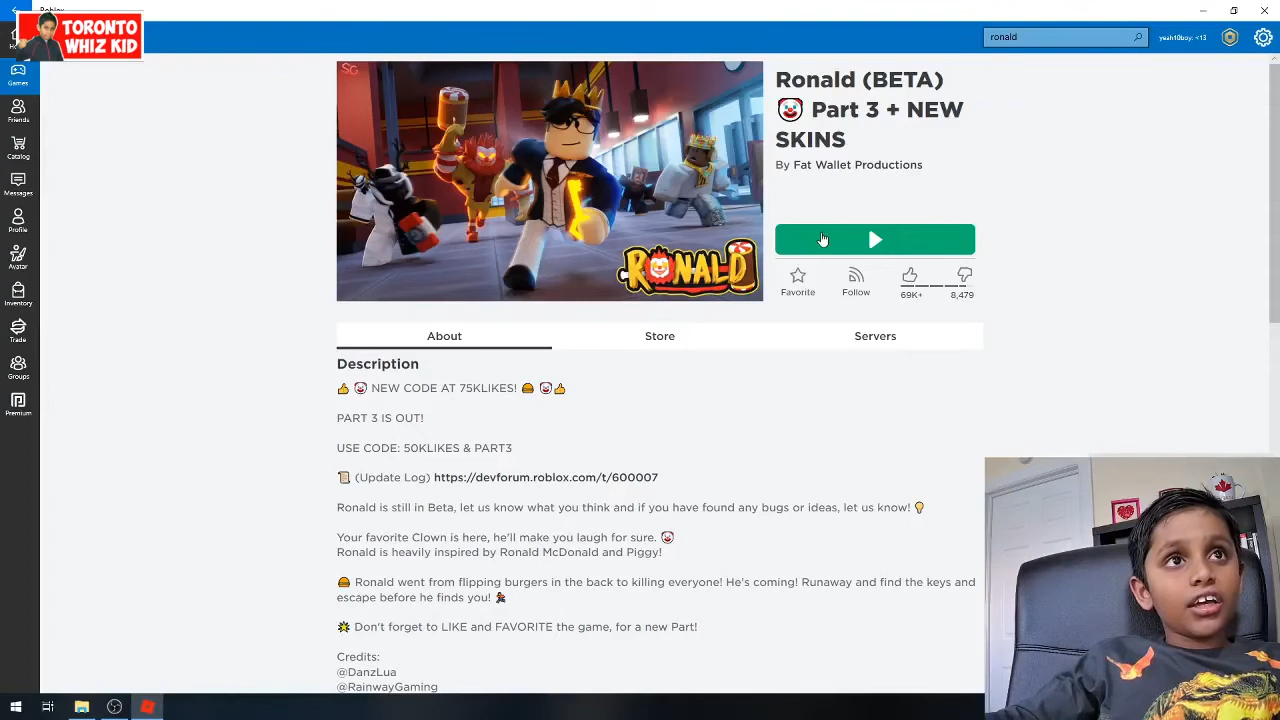 Roblox
TORONTO
WHIZ KID
ronald
yeah10boy: <13
Games
Friends
Catalog
Messages
Profile
Avatar
Inventory
Trade
Groups
Premium
SG
RONALD
Ronald (BETA)
🤡 Part 3 + NEW
SKINS
By Fat Wallet Productions
Favorite
Follow
69K+
8,479
About
Store
Servers
Description
👍 🤡 NEW CODE AT 75KLIKES! 🍔 🤡👍
PART 3 IS OUT!
USE CODE: 50KLIKES & PART3
📜 (Update Log) https://devforum.roblox.com/t/600007
Ronald is still in Beta, let us know what you think and if you have found any bugs or ideas, let us know! 💡
Your favorite Clown is here, he'll make you laugh for sure. 🤡
Ronald is heavily inspired by Ronald McDonald and Piggy!
🍔 Ronald went from flipping burgers in the back to killing everyone! He's coming! Runaway and find the keys and
escape before he finds you! 🏃
💥 Don't forget to LIKE and FAVORITE the game, for a new Part!
Credits:
@DanzLua
@RainwayGaming